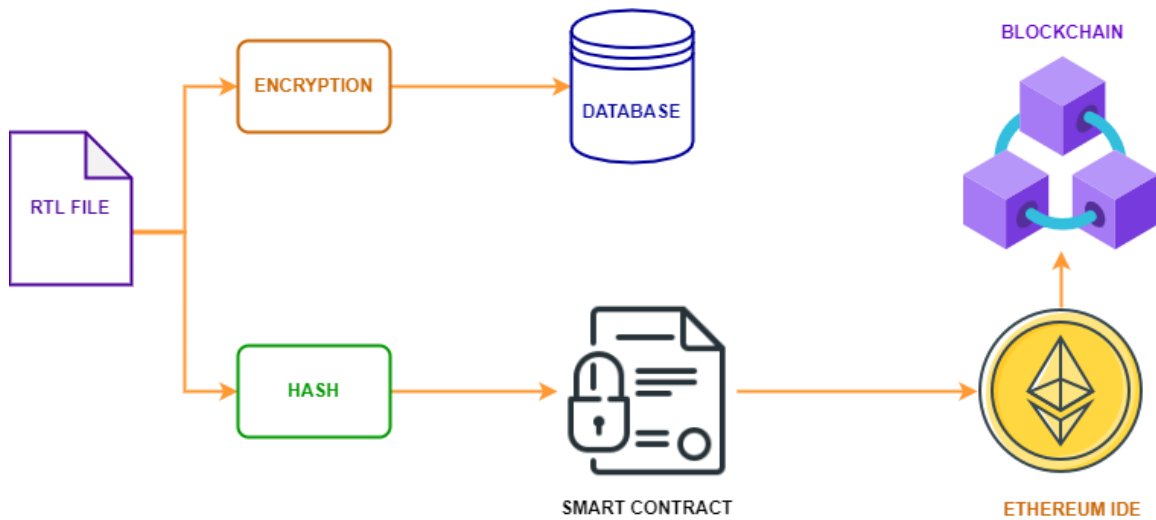 BLOCKCHAIN
ENCRYPTION
DATABASE
RTL FILE
HASH
SMART CONTRACT
ETHEREUM IDE